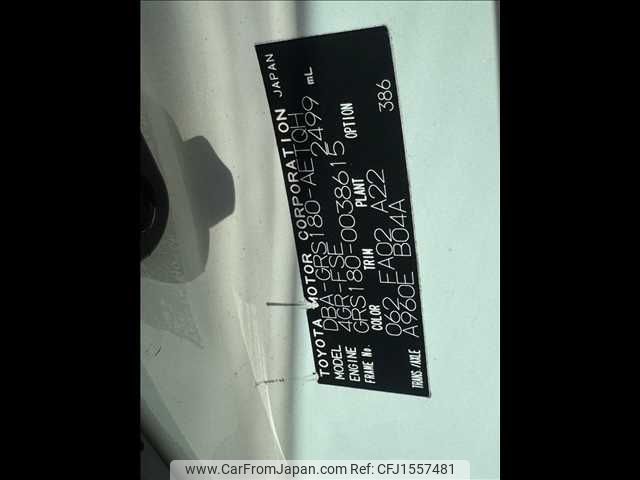 TOYOTA MOTOR CORPORATION JAPAN
MODEL DBA-GRS180-AETQH
ENGINE 4GR-FSE 2499 mL
FRAME No. GRS180-0038615
COLOR TRIM PLANT OPTION
062 FA02 A22 386
TRANS/AXLE A960E B04A
www.CarFromJapan.com CFJ1557481